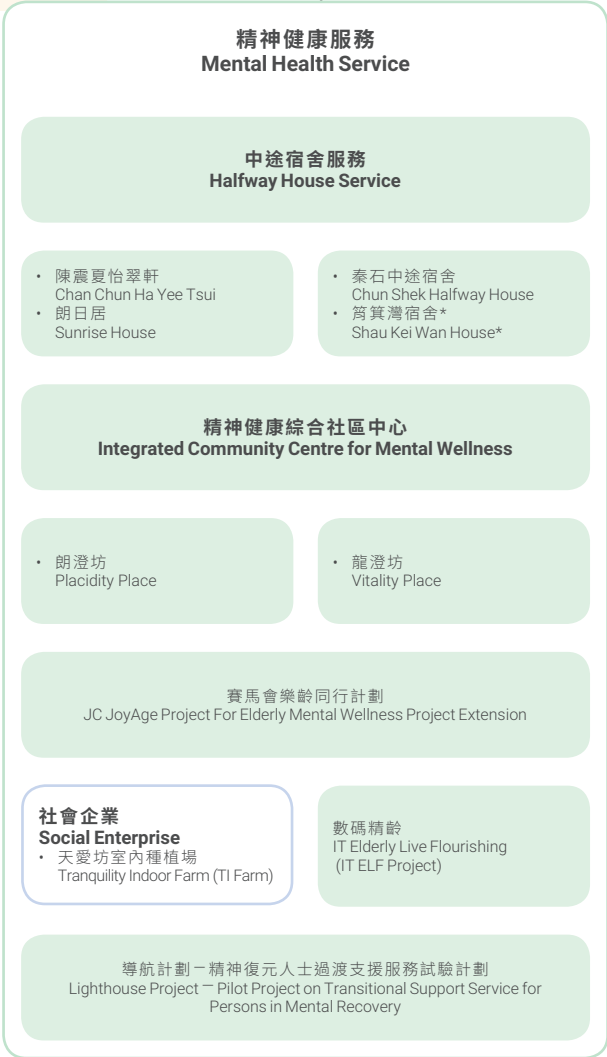 精神健康服務
Mental Health Service
中途宿舍服務
Halfway House Service
• 陳震夏怡翠軒
Chan Chun Ha Yee Tsui
• 朗日居
Sunrise House
• 秦石中途宿舍
Chun Shek Halfway House
• 筲箕灣宿舍*
Shau Kei Wan House*
精神健康綜合社區中心
Integrated Community Centre for Mental Wellness
• 朗澄坊
Placidity Place
• 龍澄坊
Vitality Place
賽馬會樂齡同行計劃
JC JoyAge Project For Elderly Mental Wellness Project Extension
社會企業
Social Enterprise
• 天愛坊室內種植場
Tranquility Indoor Farm (TI Farm)
數碼精齡
IT Elderly Live Flourishing
(IT ELF Project)
導航計劃－精神復元人士過渡支援服務試驗計劃
Lighthouse Project － Pilot Project on Transitional Support Service for
Persons in Mental Recovery